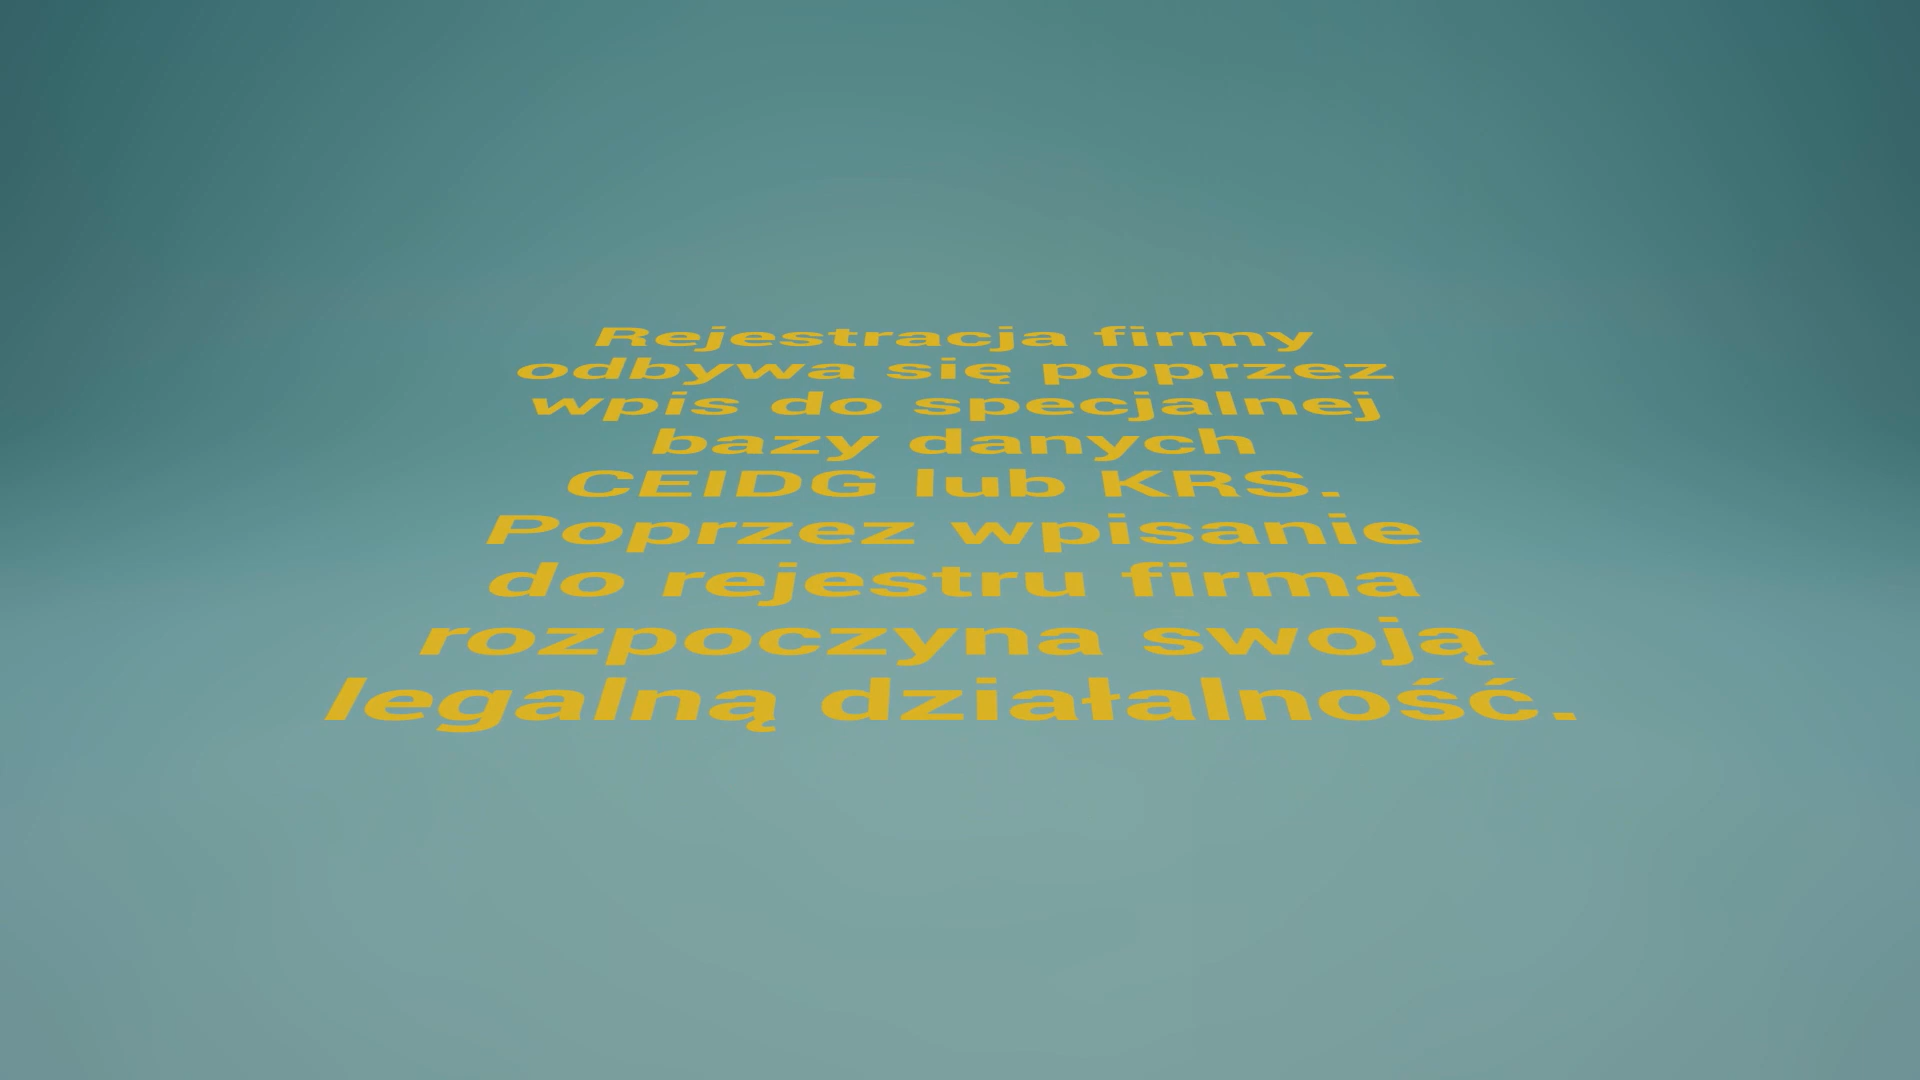 Rejestracja firmy
odbywa się poprzez
wpis do specjalnej
bazy danych
CEIDG lub KRS.
Poprzez wpisanie
do rejestru firma
rozpoczyna swoją
legalną działalność.